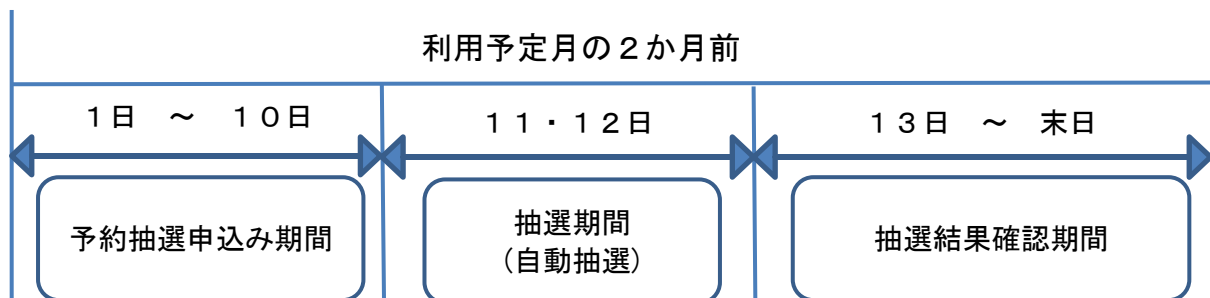 利用予定月の２か月前
１日　～　１０日
１１・１２日
１３日　～　末日
予約抽選申込み期間
抽選期間
（自動抽選）
抽選結果確認期間